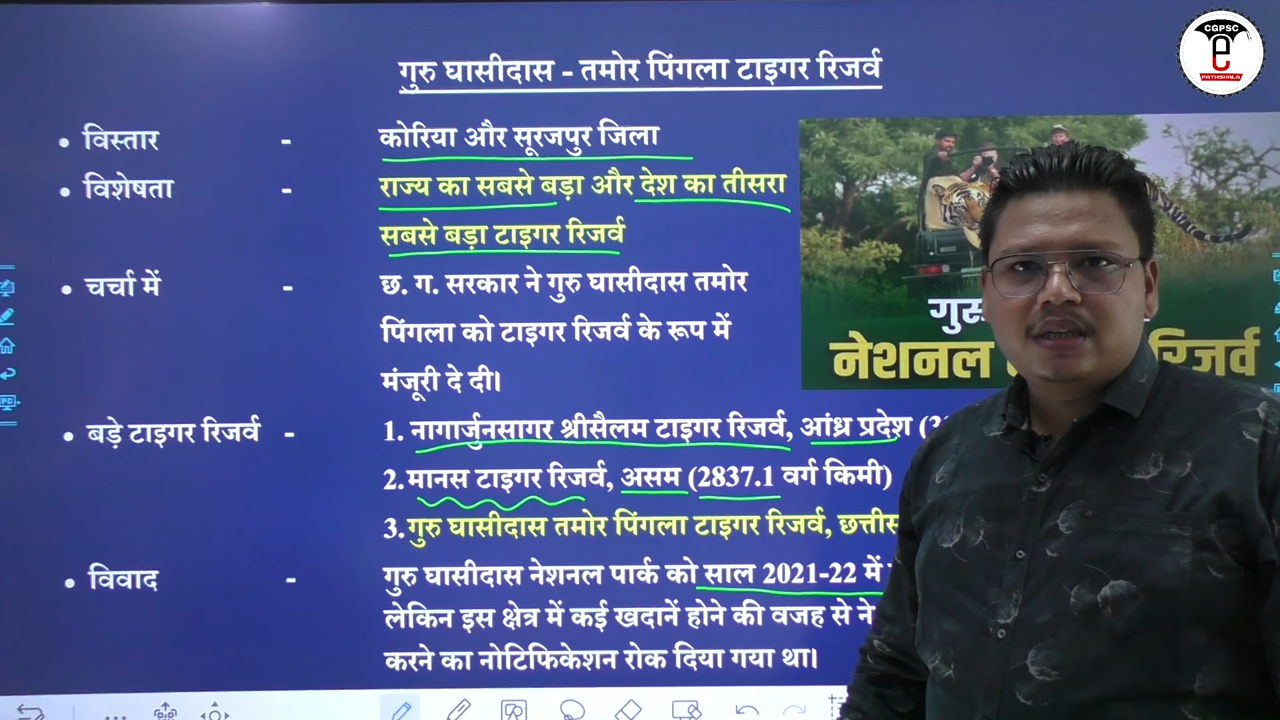 CGPSC
e
PATHSHALA
गुरु घासीदास - तमोर पिंगला टाइगर रिजर्व
• विस्तार - कोरिया और सूरजपुर जिला
• विशेषता - राज्य का सबसे बड़ा और देश का तीसरा
सबसे बड़ा टाइगर रिजर्व
• चर्चा में - छ. ग. सरकार ने गुरु घासीदास तमोर
पिंगला को टाइगर रिजर्व के रूप में
मंजूरी दे दी।
नेशनल
रिजर्व
• बड़े टाइगर रिजर्व - 1. नागार्जुनसागर श्रीसैलम टाइगर रिजर्व, आंध्र प्रदेश
2. मानस टाइगर रिजर्व, असम (2837.1 वर्ग किमी)
3. गुरु घासीदास तमोर पिंगला टाइगर रिजर्व,
• विवाद - गुरु घासीदास नेशनल पार्क को साल 2021-22 में
लेकिन इस क्षेत्र में कई खदानें होने की वजह से
करने का नोटिफिकेशन रोक दिया गया था।